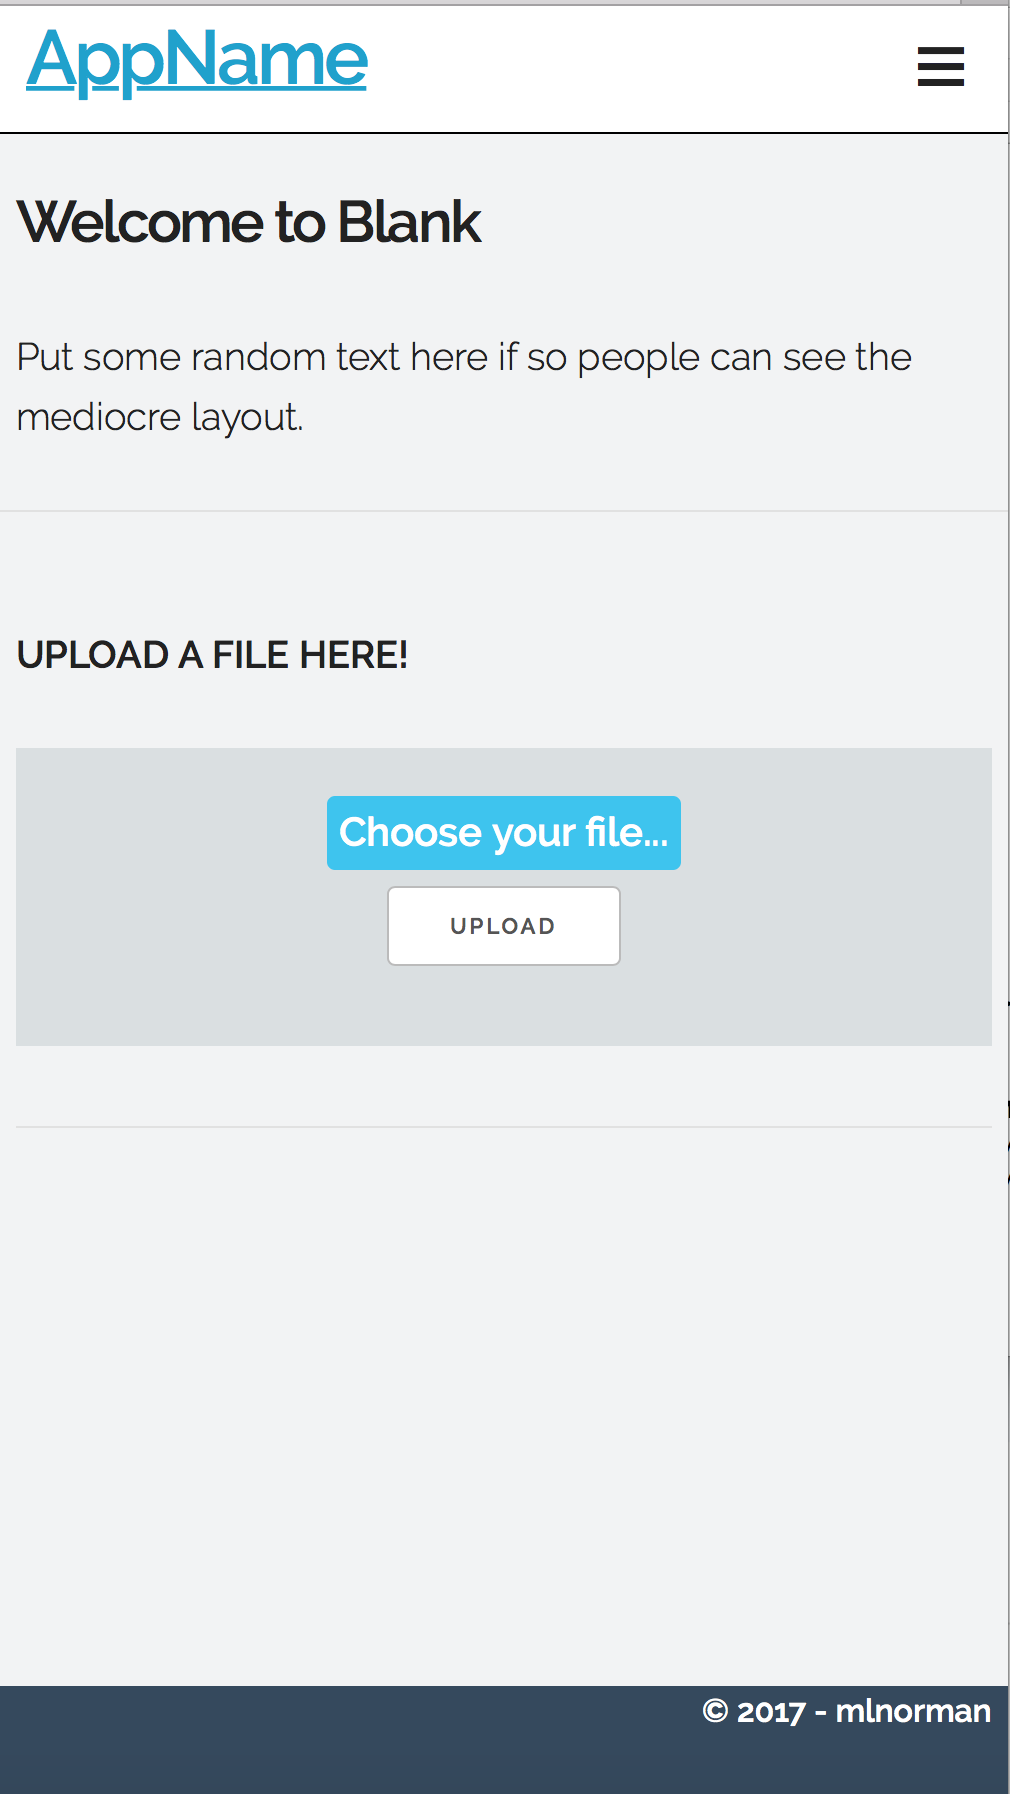 AppName
Welcome to Blank
Put some random text here if so people can see the
mediocre layout.
UPLOAD A FILE HERE!
Choose your file...
UPLOAD
© 2017 - mlnorman